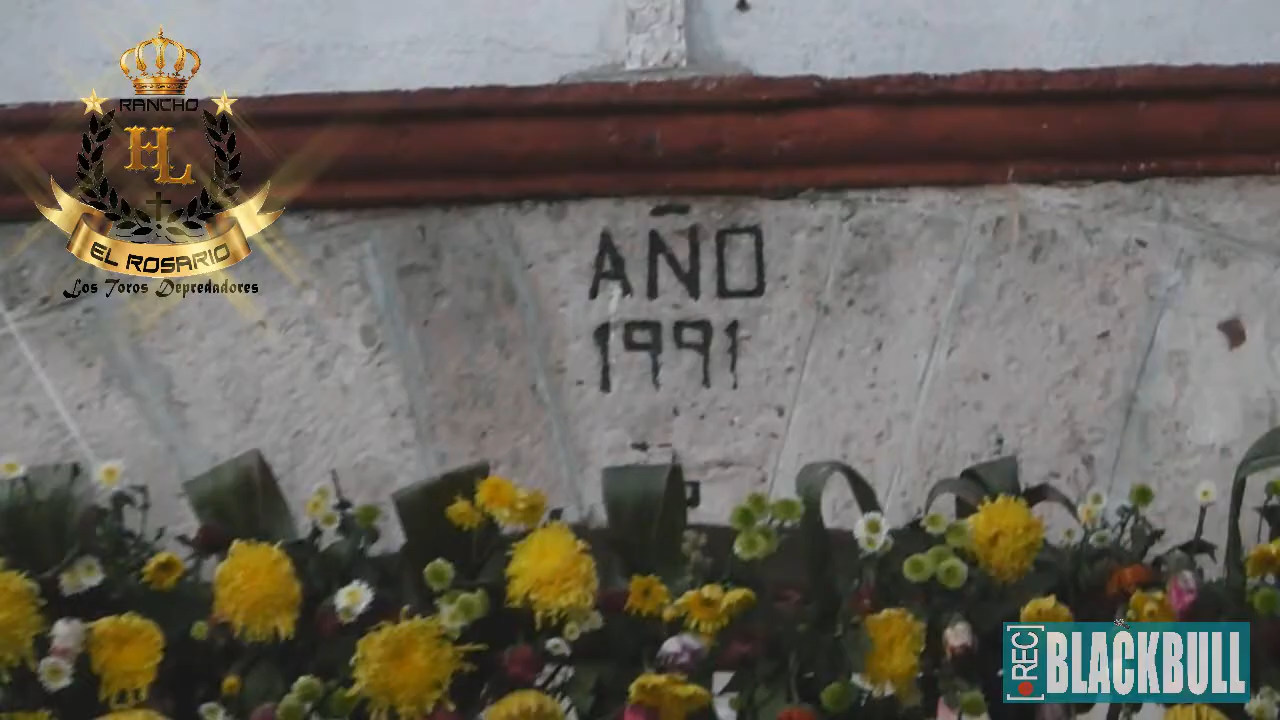 RANCHO
HL
EL ROSARIO
Los Toros Depredadores
AÑO
1991
[REC]
BLACKBULL